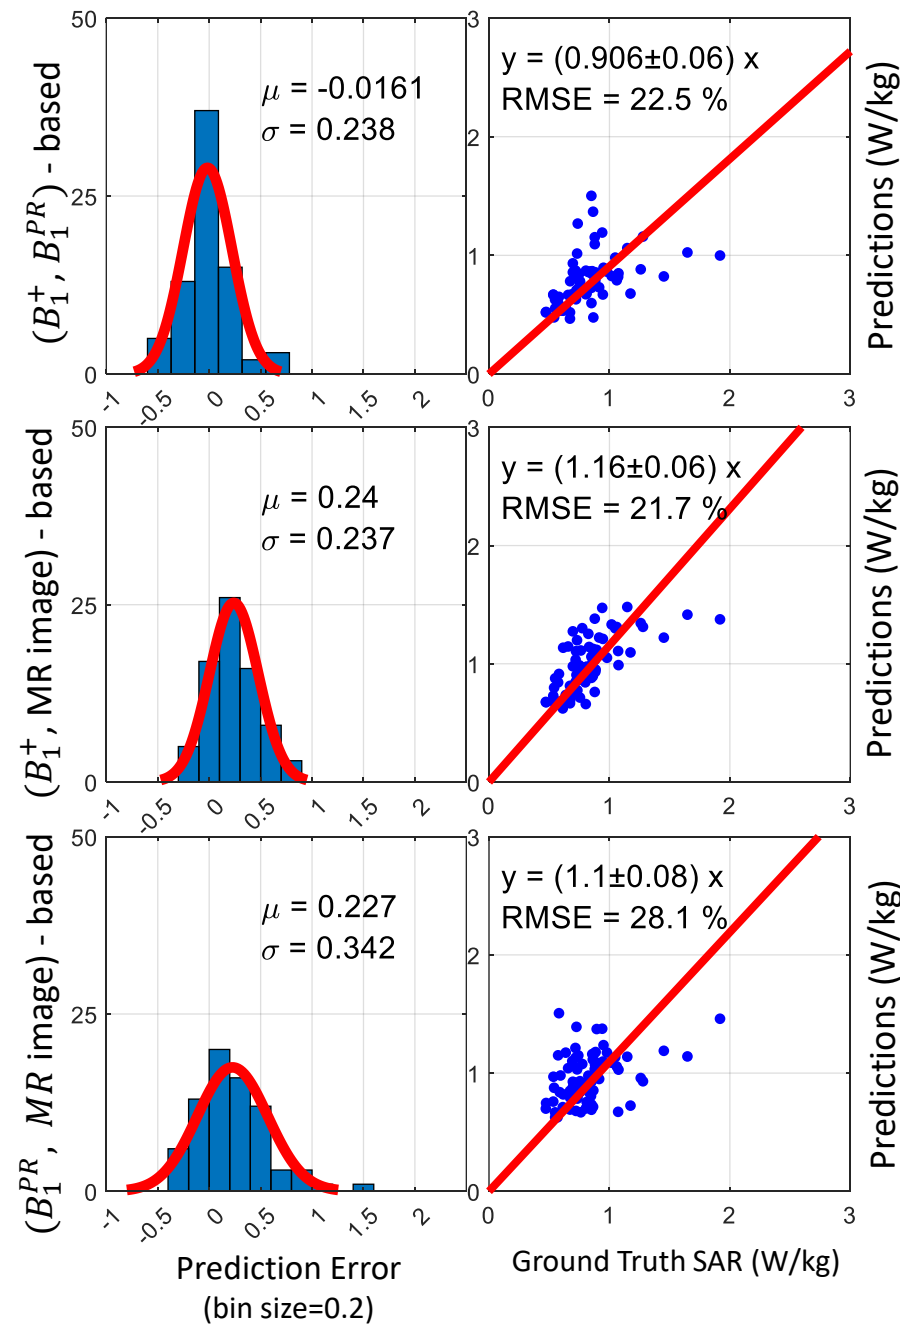 (B₁⁺, B₁ᴾᴿ) - based
50
25
0
μ = -0.0161
σ = 0.238
-1
-0.5
0
0.5
1
1.5
2
y = (0.906±0.06) x
RMSE = 22.5 %
3
2
1
0
0
1
2
3
Predictions (W/kg)
(B₁⁺, MR image) - based
50
25
0
μ = 0.24
σ = 0.237
-1
-0.5
0
0.5
1
1.5
2
y = (1.16±0.06) x
RMSE = 21.7 %
3
2
1
0
0
1
2
3
Predictions (W/kg)
(B₁ᴾᴿ, MR image) - based
50
25
0
μ = 0.227
σ = 0.342
-1
-0.5
0
0.5
1
1.5
2
Prediction Error
(bin size=0.2)
y = (1.1±0.08) x
RMSE = 28.1 %
3
2
1
0
0
1
2
3
Ground Truth SAR (W/kg)
Predictions (W/kg)